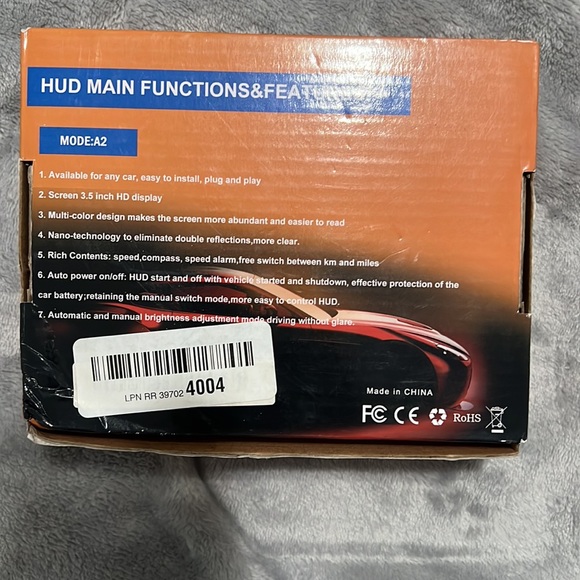 HUD MAIN FUNCTIONS&FEAT
MODE:A2
1. Available for any car, easy to install, plug and play
2. Screen 3.5 inch HD display
3. Multi-color design makes the screen more abundant and easier to read
4. Nano-technology to eliminate double reflections,more clear.
5. Rich Contents: speed,compass, speed alarm,free switch between km and miles
6. Auto power on/off: HUD start and off with vehicle started and shutdown, effective protection of the
car battery;retaining the manual switch mode,more easy to control HUD.
7. Automatic and manual brightness adjustment mode,driving without glare.
LPN RR 39702 4004
Made in CHINA
FC CE RoHS